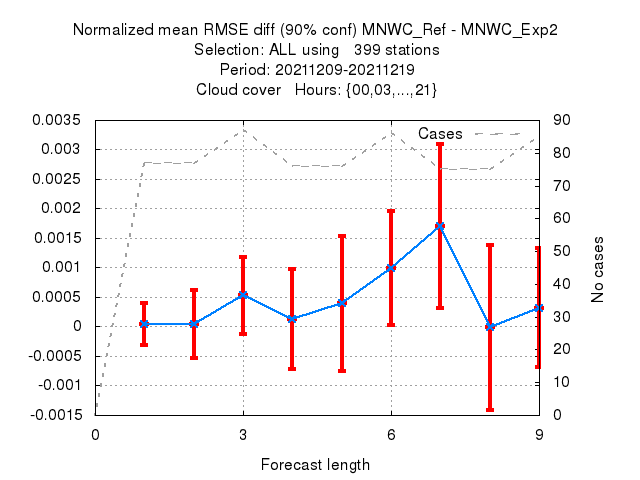 Normalized mean RMSE diff (90% conf) MNWC_Ref - MNWC_Exp2
Selection: ALL using 399 stations
Period: 20211209-20211219
Cloud cover Hours: {00,03,...,21}
Cases
0.0035
0.003
0.0025
0.002
0.0015
0.001
0.0005
0
-0.0005
-0.001
-0.0015
90
80
70
60
50
40
30
20
10
0
No cases
0 3 6 9
Forecast length